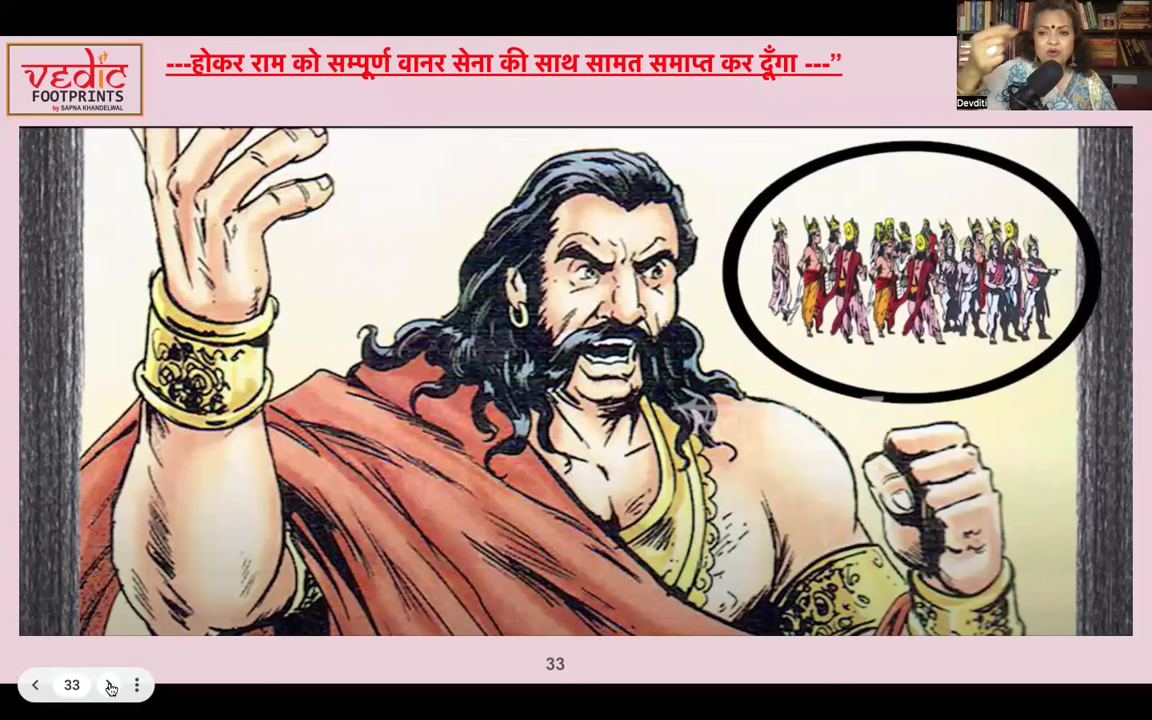 ---होकर राम को सम्पूर्ण वानर सेना की साथ सामत समाप्त कर दूँगा ---”
vedic
FOOTPRINTS
by SAPNA KHANDELWAL
Devditi
33
33